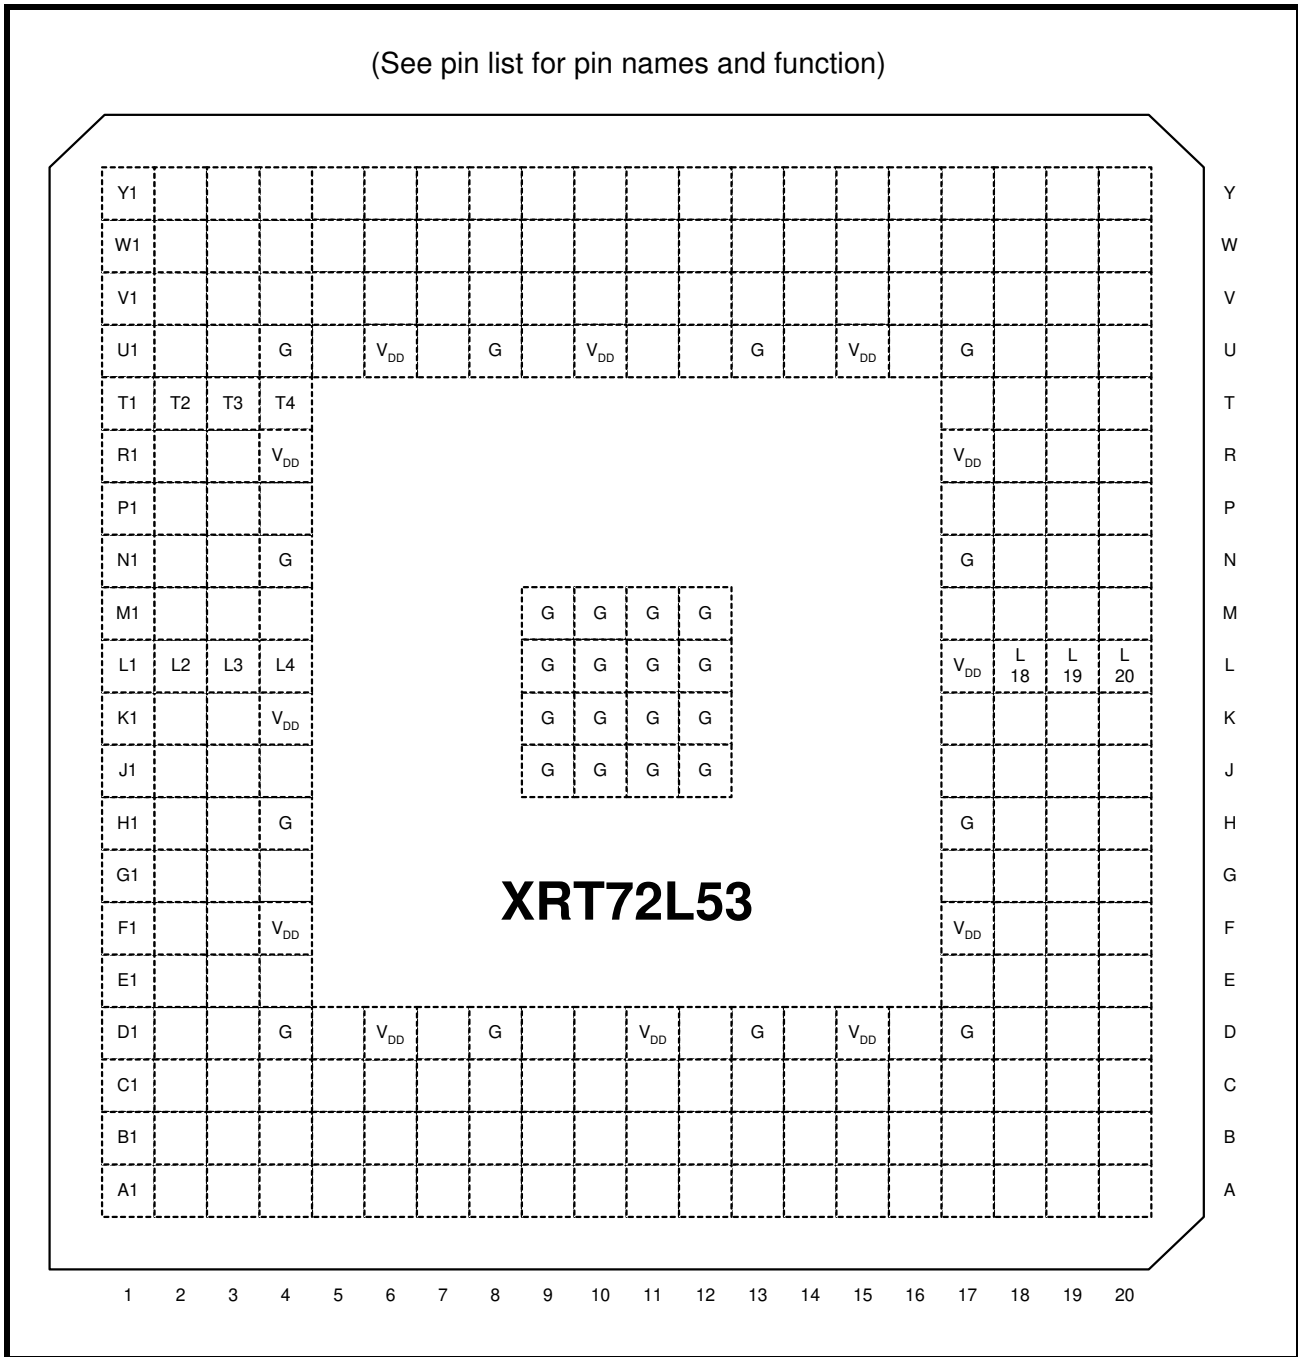 (See pin list for pin names and function)
Y1 Y
W1 W
V1 V
U1 G VDD G VDD G VDD G U
T1 T2 T3 T4 T
R1 VDD VDD R
P1 P
N1 G G N
M1 G G G G M
L1 L2 L3 L4 G G G G VDD L 18 L 19 L 20 L
K1 VDD G G G G K
J1 G G G G J
H1 G G H
G1 G
XRT72L53
F1 VDD VDD F
E1 E
D1 G VDD G VDD G VDD G D
C1 C
B1 B
A1 A
1 2 3 4 5 6 7 8 9 10 11 12 13 14 15 16 17 18 19 20